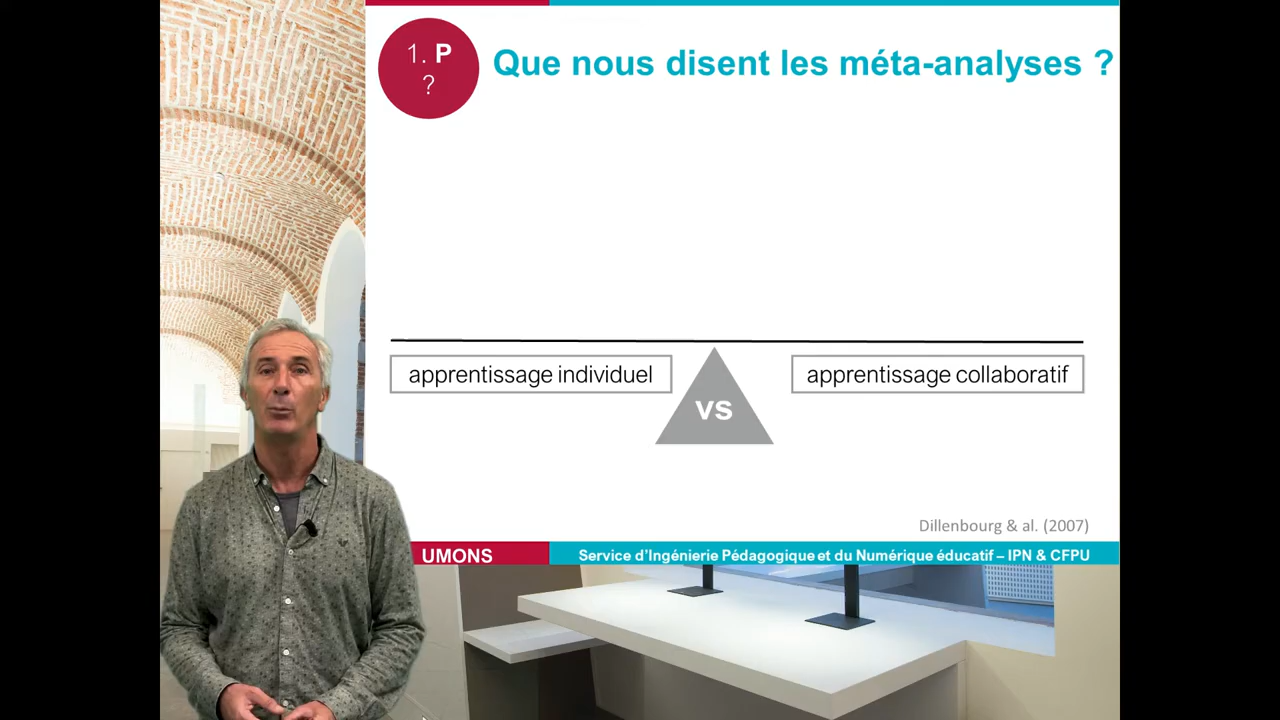 1. P
?
Que nous disent les méta-analyses ?
apprentissage individuel
vs
apprentissage collaboratif
Dillenbourg & al. (2007)
UMONS
Service d'Ingénierie Pédagogique et du Numérique éducatif – IPN & CFPU